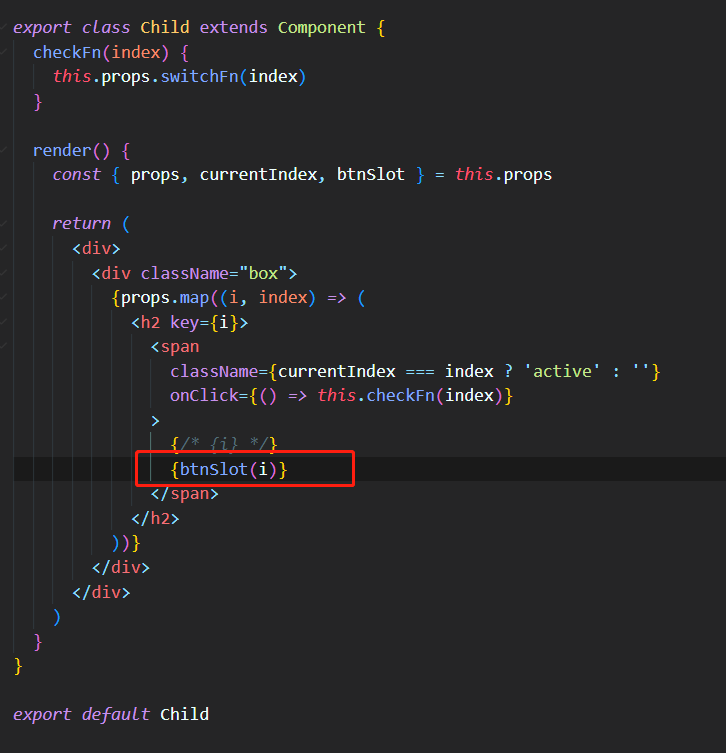 export class Child extends Component {
checkFn(index) {
this.props.switchFn(index)
}
render() {
const { props, currentIndex, btnSlot } = this.props
return (
<div>
<div className="box">
{props.map((i, index) => (
<h2 key={i}>
<span
className={currentIndex === index ? 'active' : ''}
onClick={() => this.checkFn(index)}
>
{/* {i} */}
{btnSlot(i)}
</span>
</h2>
))}
</div>
</div>
)
}
}
export default Child